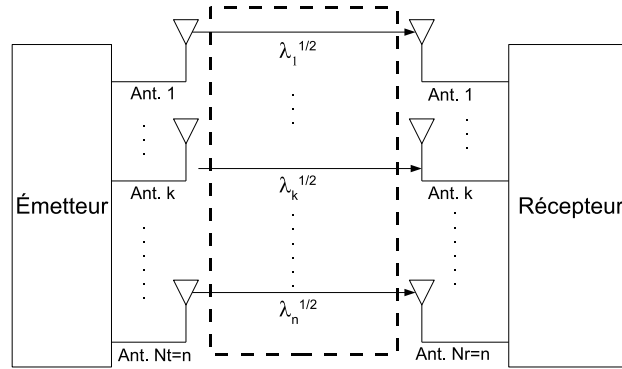 λ1^1/2
Ant. 1
Ant. 1
Émetteur
Ant. k
λk^1/2
Ant. k
Récepteur
λn^1/2
Ant. Nt=n
Ant. Nr=n